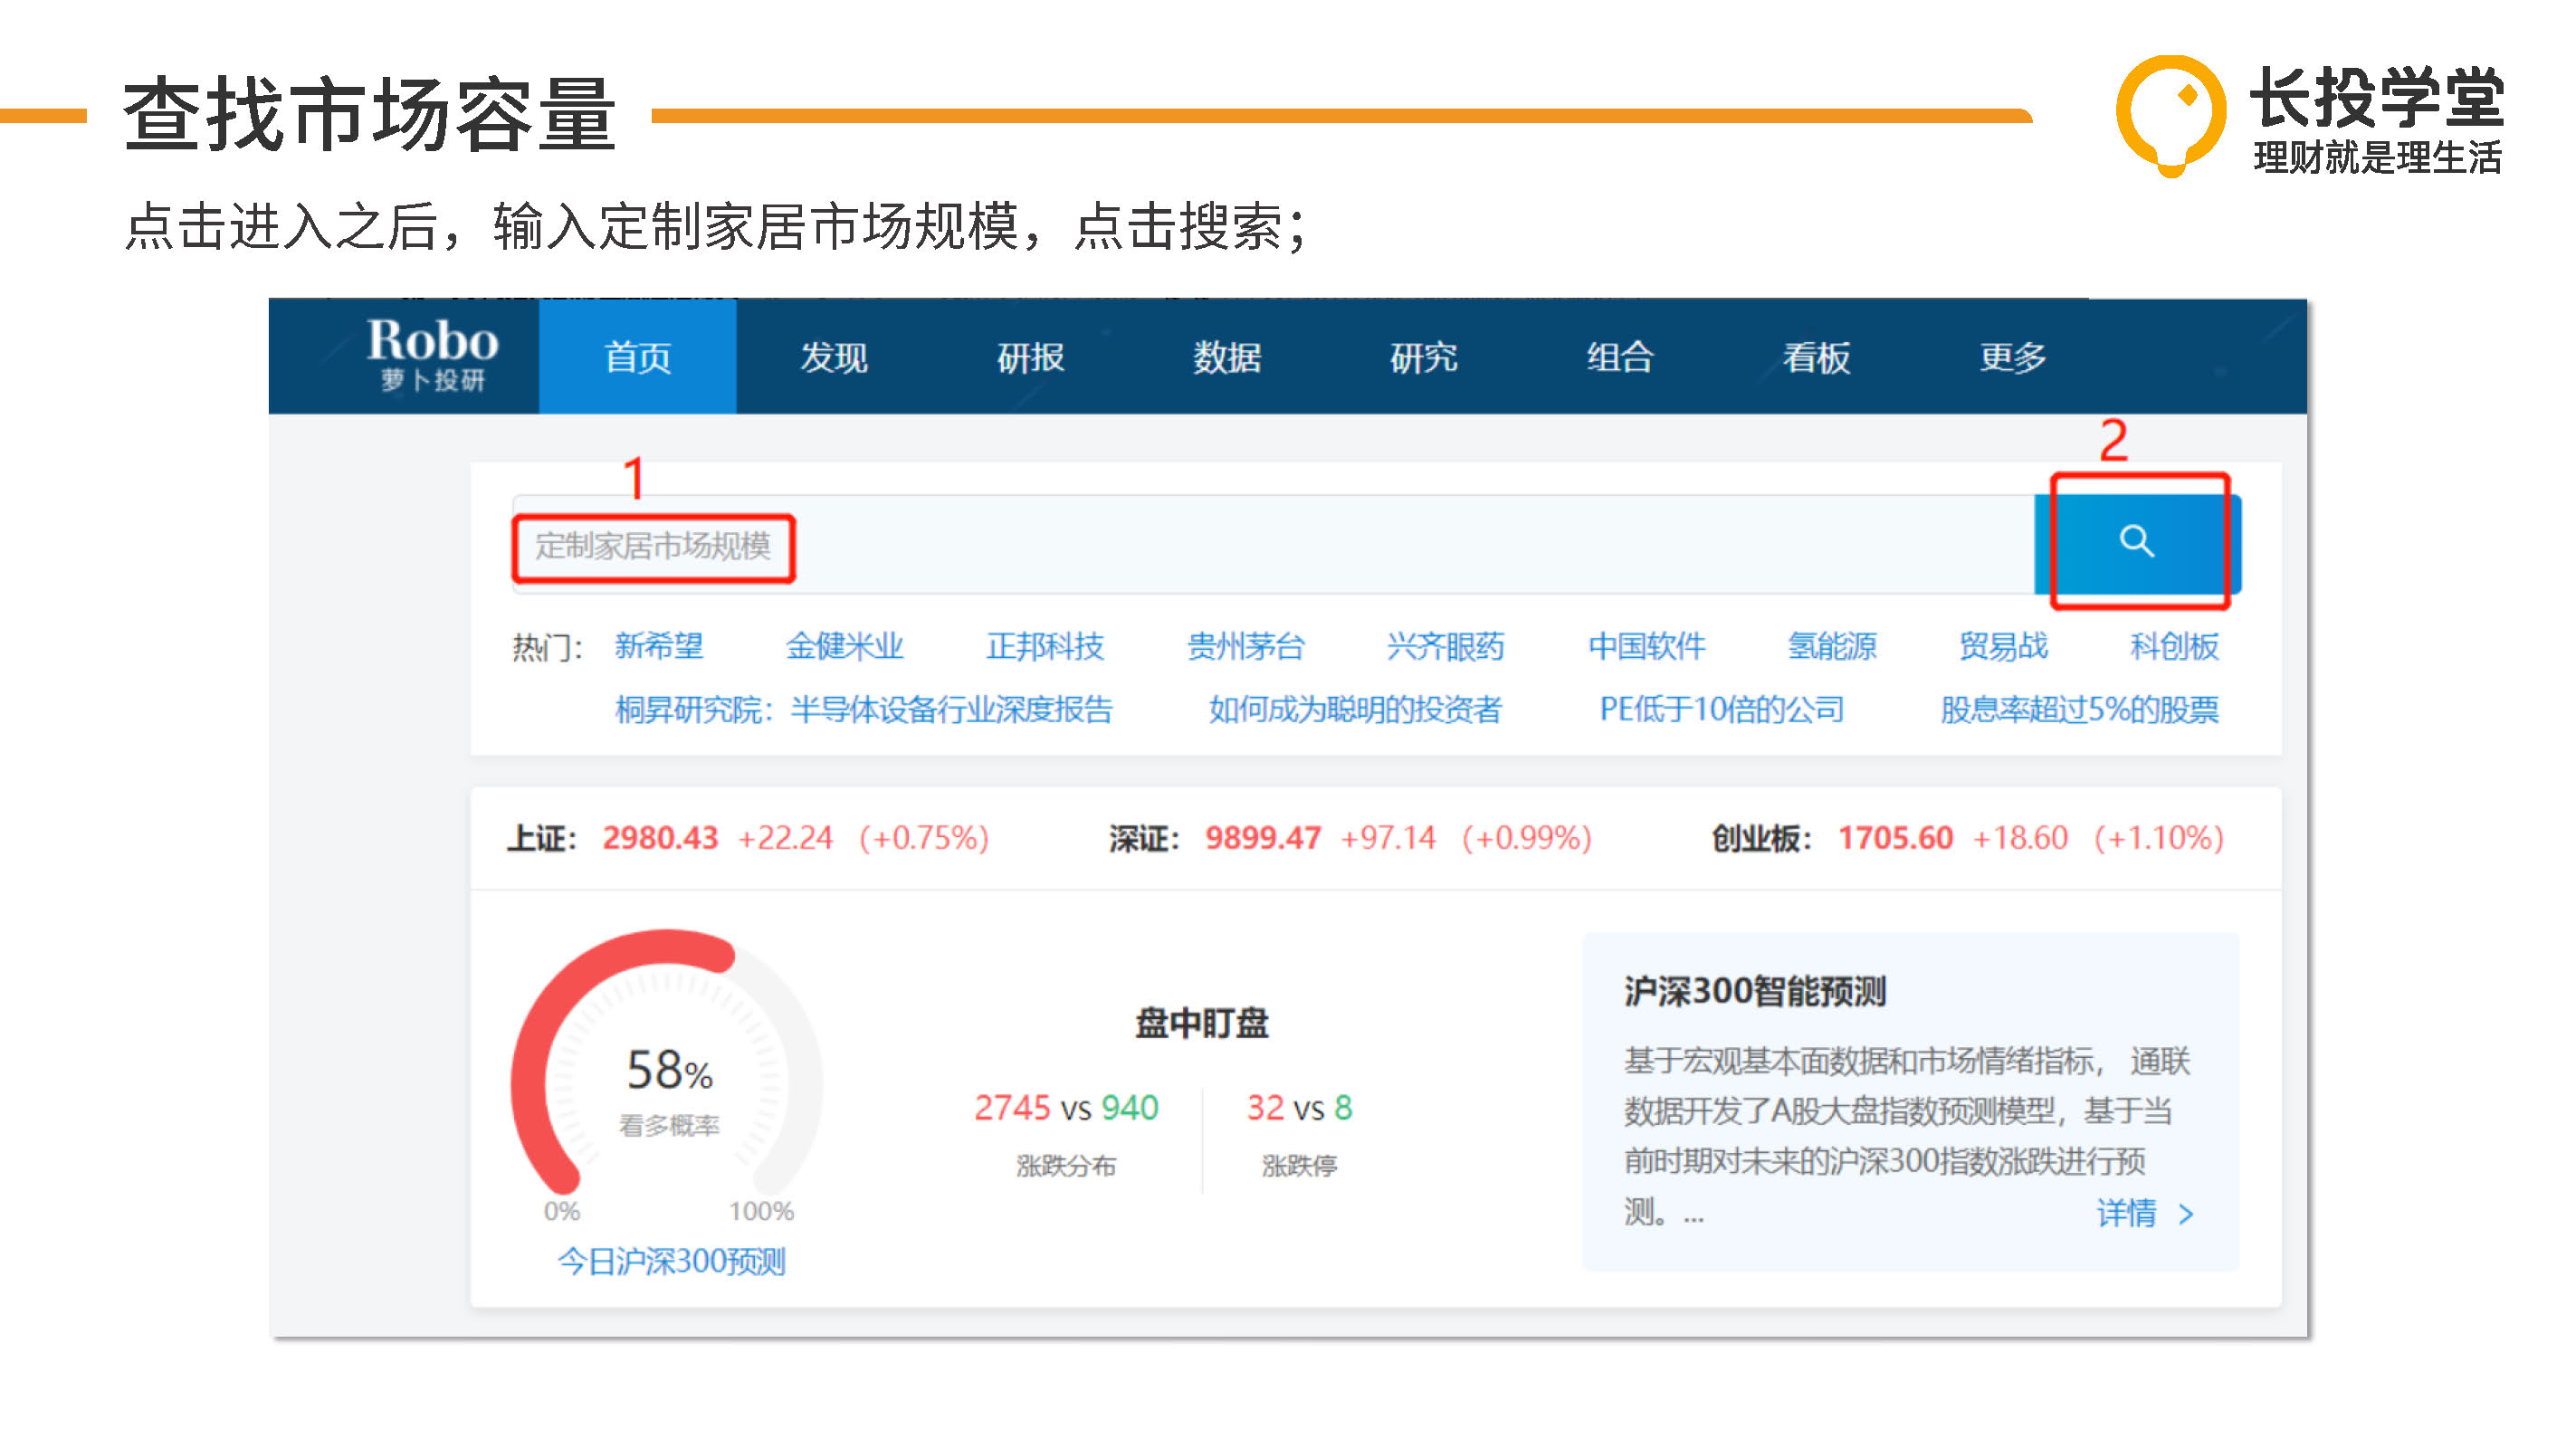 查找市场容量
长投学堂
理财就是理生活
点击进入之后，输入定制家居市场规模，点击搜索；
Robo
萝卜投研
首页 发现 研报 数据 研究 组合 看板 更多
1
2
定制家居市场规模
热门： 新希望 金健米业 正邦科技 贵州茅台 兴齐眼药 中国软件 氢能源 贸易战 科创板
桐昇研究院：半导体设备行业深度报告 如何成为聪明的投资者 PE低于10倍的公司 股息率超过5%的股票
上证： 2980.43 +22.24 (+0.75%) 深证： 9899.47 +97.14 (+0.99%) 创业板： 1705.60 +18.60 (+1.10%)
58%
看多概率
0% 100%
今日沪深300预测
盘中盯盘
2745 vs 940 32 vs 8
涨跌分布 涨跌停
沪深300智能预测
基于宏观基本面数据和市场情绪指标， 通联
数据开发了A股大盘指数预测模型，基于当
前时期对未来的沪深300指数涨跌进行预
测。... 详情 >